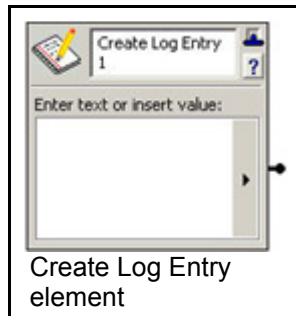 Create Log Entry
1
?
Enter text or insert value:
Create Log Entry
element